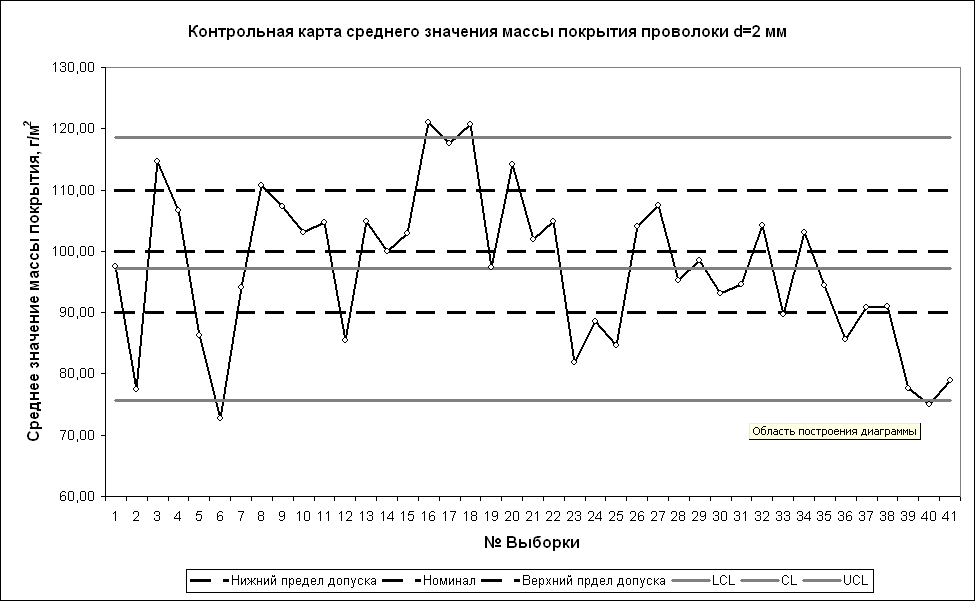 Контрольная карта среднего значения массы покрытия проволоки d=2 мм
Среднее значение массы покрытия, г/м²
130,00
120,00
110,00
100,00
90,00
80,00
70,00
60,00
Область построения диаграммы
1 2 3 4 5 6 7 8 9 10 11 12 13 14 15 16 17 18 19 20 21 22 23 24 25 26 27 28 29 30 31 32 33 34 35 36 37 38 39 40 41
№ Выборки
Нижний предел допуска Номинал Верхний прдел допуска LCL CL UCL